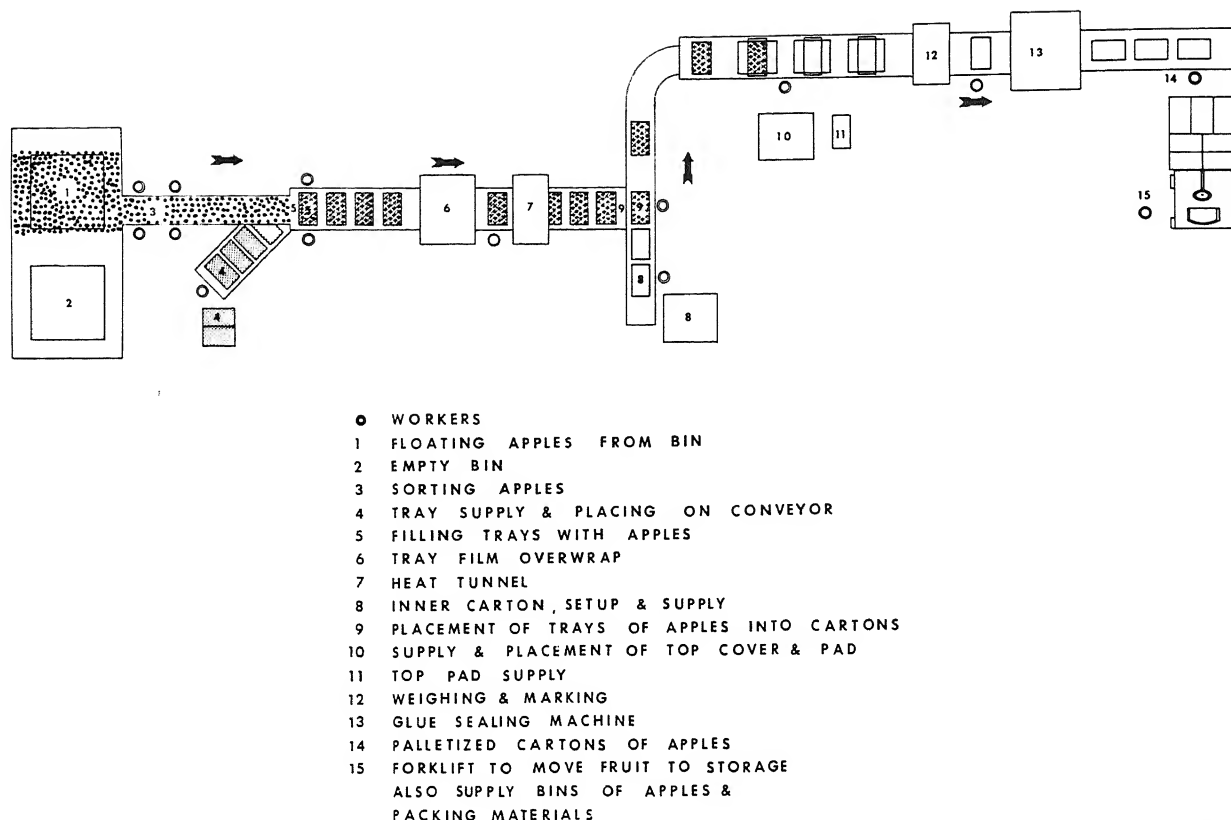 12
13
14
10
11
1
3
5
5
6
7
9
9
15
4
2
8
4
8
WORKERS
1 FLOATING APPLES FROM BIN
2 EMPTY BIN
3 SORTING APPLES
4 TRAY SUPPLY & PLACING ON CONVEYOR
5 FILLING TRAYS WITH APPLES
6 TRAY FILM OVERWRAP
7 HEAT TUNNEL
8 INNER CARTON, SETUP & SUPPLY
9 PLACEMENT OF TRAYS OF APPLES INTO CARTONS
10 SUPPLY & PLACEMENT OF TOP COVER & PAD
11 TOP PAD SUPPLY
12 WEIGHING & MARKING
13 GLUE SEALING MACHINE
14 PALLETIZED CARTONS OF APPLES
15 FORKLIFT TO MOVE FRUIT TO STORAGE
ALSO SUPPLY BINS OF APPLES &
PACKING MATERIALS